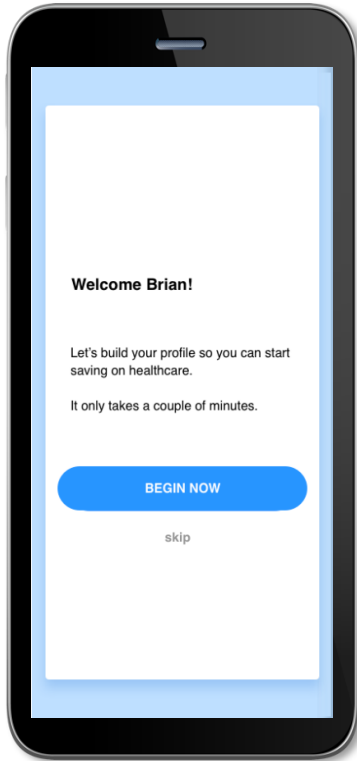 Welcome Brian!
Let's build your profile so you can start
saving on healthcare.
It only takes a couple of minutes.
BEGIN NOW
skip